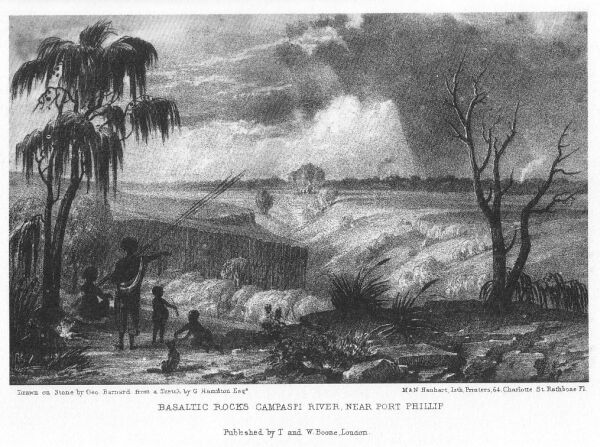 Drawn on Stone by Geo. Barnard from a Sketch by G. Hamilton Esqr.
M & N Hanhart, Lith. Printers, 64, Charlotte St. Rathbone Pl.
BASALTIC ROCKS CAMPASPI RIVER, NEAR PORT PHILLIP
Published by T and W. Boone, London.